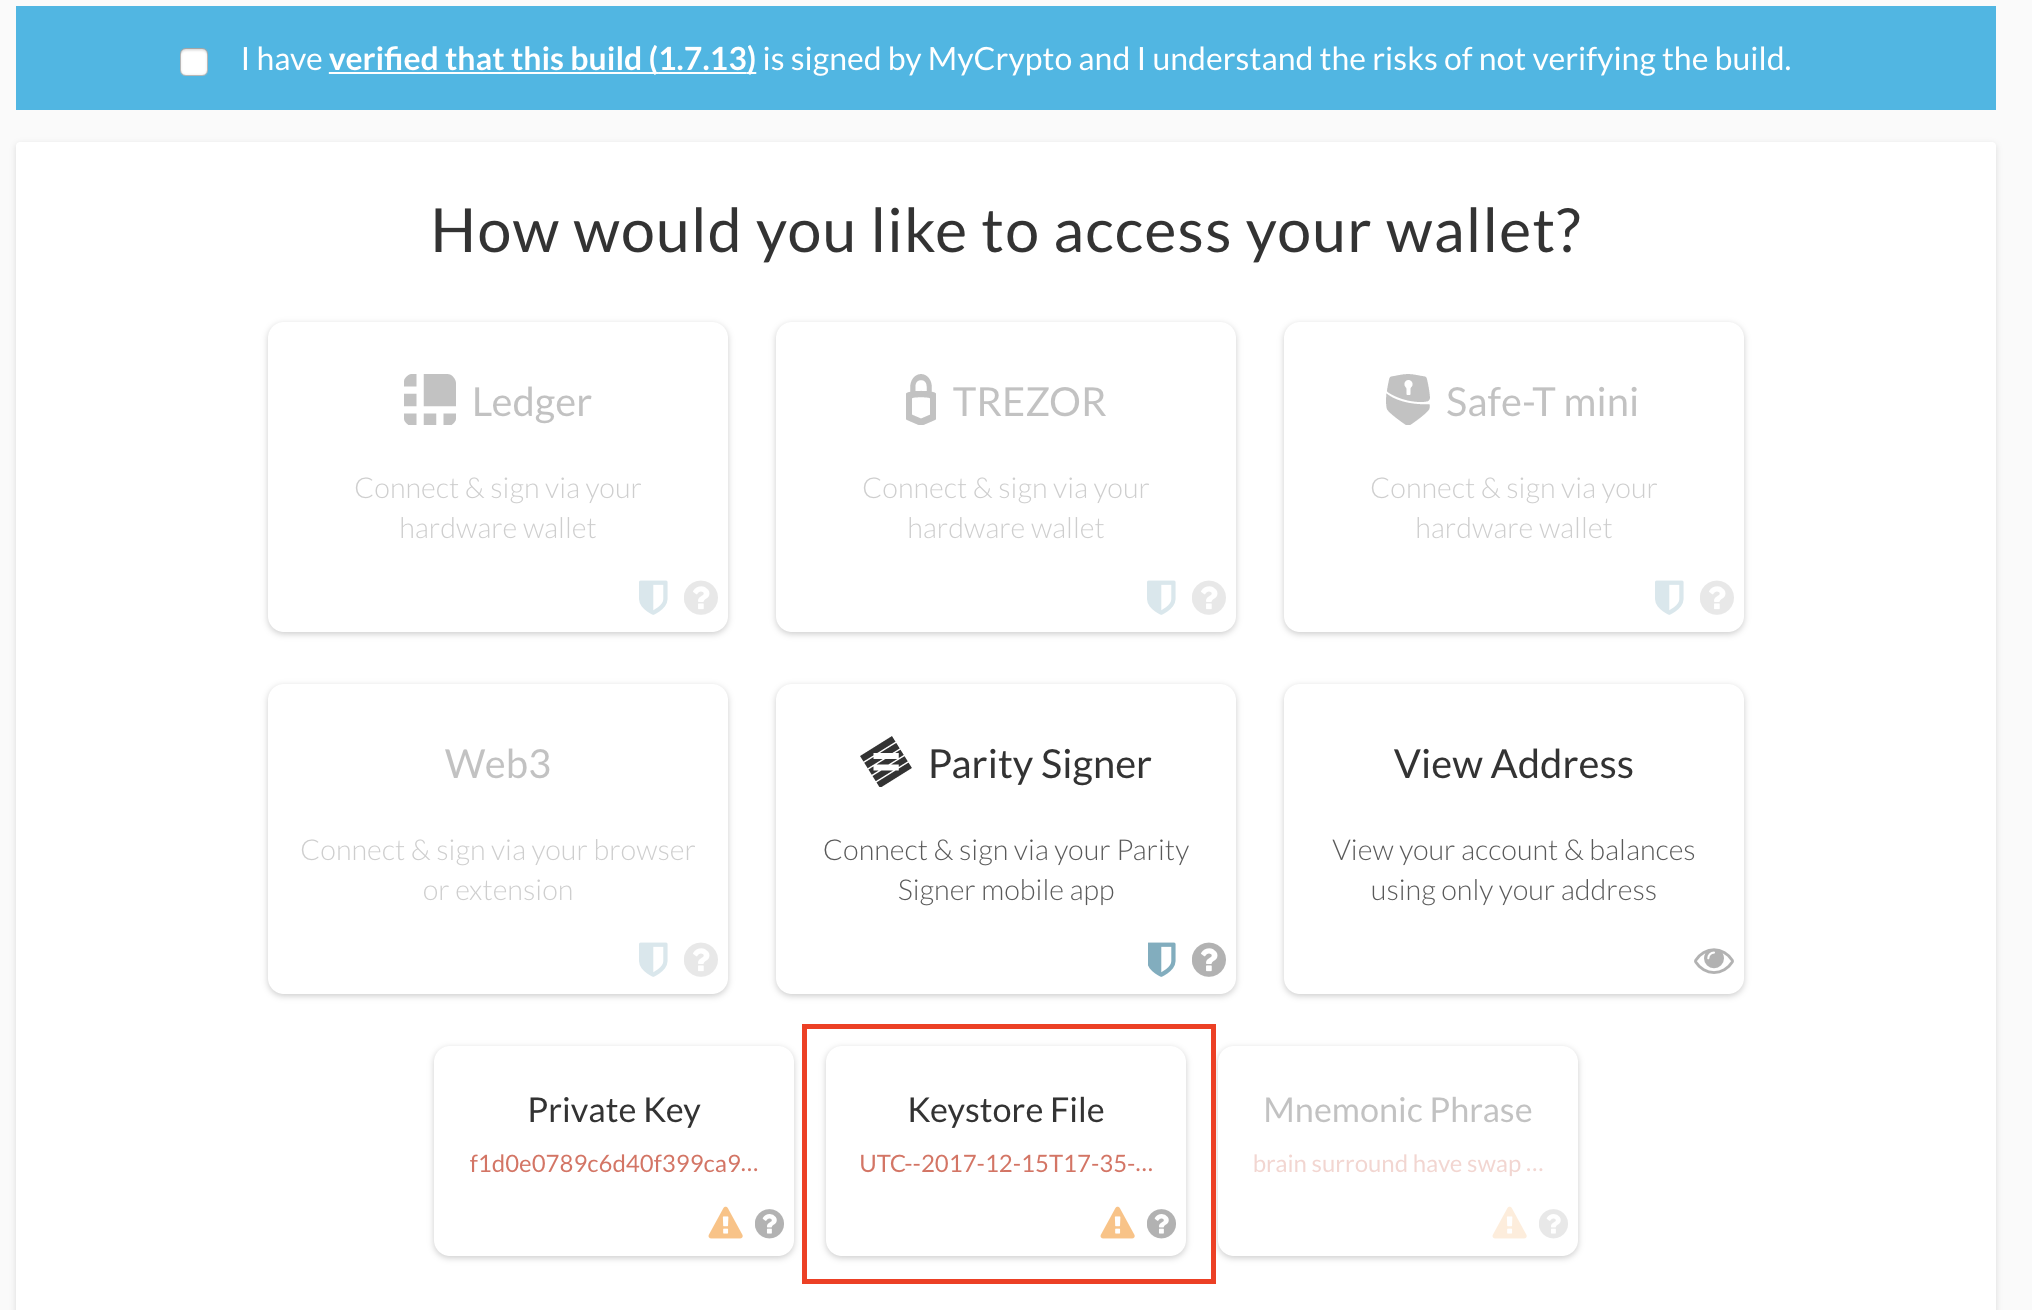 I have verified that this build (1.7.13) is signed by MyCrypto and I understand the risks of not verifying the build.
How would you like to access your wallet?
Ledger
Connect & sign via your
hardware wallet
TREZOR
Connect & sign via your
hardware wallet
Safe-T mini
Connect & sign via your
hardware wallet
Web3
Connect & sign via your browser
or extension
Parity Signer
Connect & sign via your Parity
Signer mobile app
View Address
View your account & balances
using only your address
Private Key
f1d0e0789c6d40f399ca9...
Keystore File
UTC--2017-12-15T17-35-...
Mnemonic Phrase
brain surround have swap ...